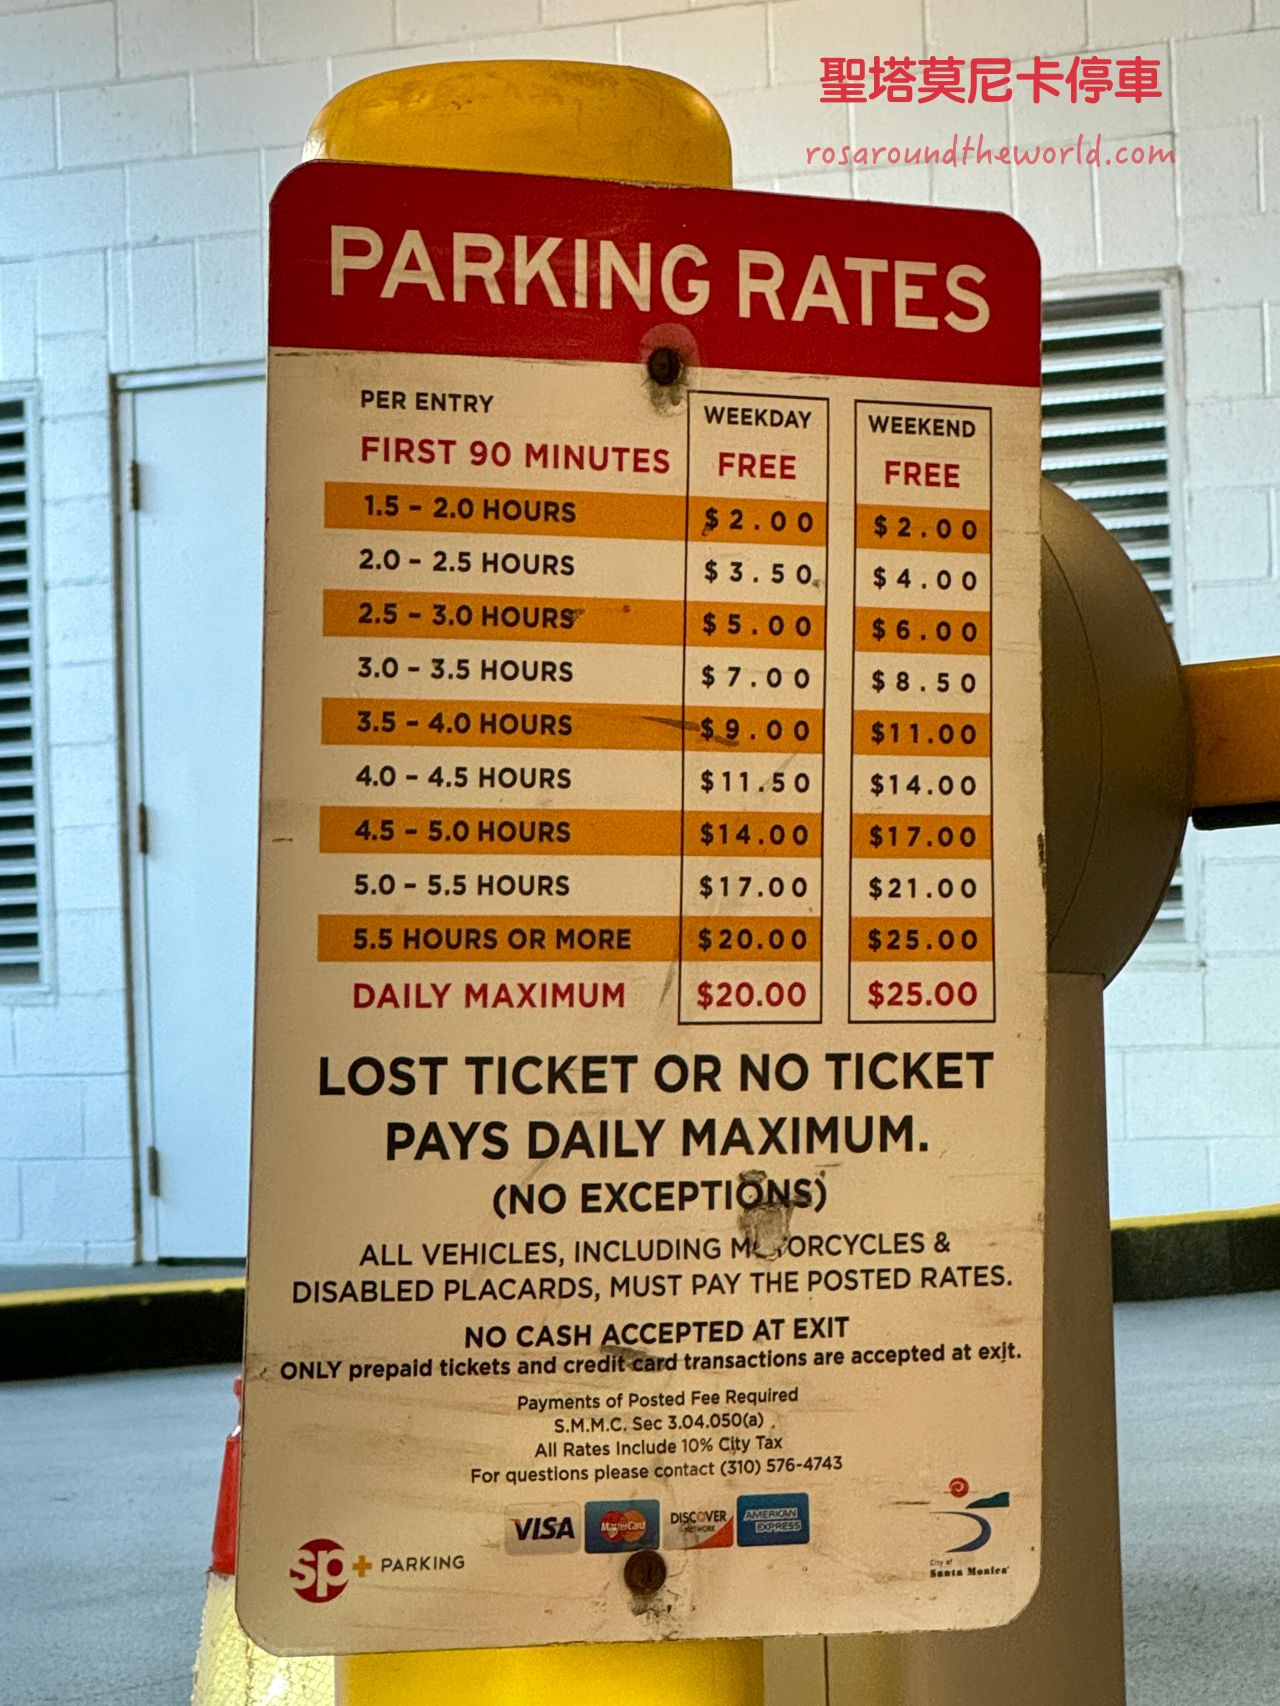 聖塔莫尼卡停車
rosaroundtheworld.com
PARKING RATES
PER ENTRY WEEKDAY WEEKEND
FIRST 90 MINUTES FREE FREE
1.5 - 2.0 HOURS $2.00 $2.00
2.0 - 2.5 HOURS $3.50 $4.00
2.5 - 3.0 HOURS $5.00 $6.00
3.0 - 3.5 HOURS $7.00 $8.50
3.5 - 4.0 HOURS $9.00 $11.00
4.0 - 4.5 HOURS $11.50 $14.00
4.5 - 5.0 HOURS $14.00 $17.00
5.0 - 5.5 HOURS $17.00 $21.00
5.5 HOURS OR MORE $20.00 $25.00
DAILY MAXIMUM $20.00 $25.00
LOST TICKET OR NO TICKET
PAYS DAILY MAXIMUM.
(NO EXCEPTIONS)
ALL VEHICLES, INCLUDING MOTORCYCLES &
DISABLED PLACARDS, MUST PAY THE POSTED RATES.
NO CASH ACCEPTED AT EXIT
ONLY prepaid tickets and credit card transactions are accepted at exit.
Payments of Posted Fee Required
S.M.M.C. Sec 3.04.050(a)
All Rates Include 10% City Tax
For questions please contact (310) 576-4743
VISA MasterCard DISCOVER NETWORK AMERICAN EXPRESS
sp+ PARKING
City of
Santa Monica